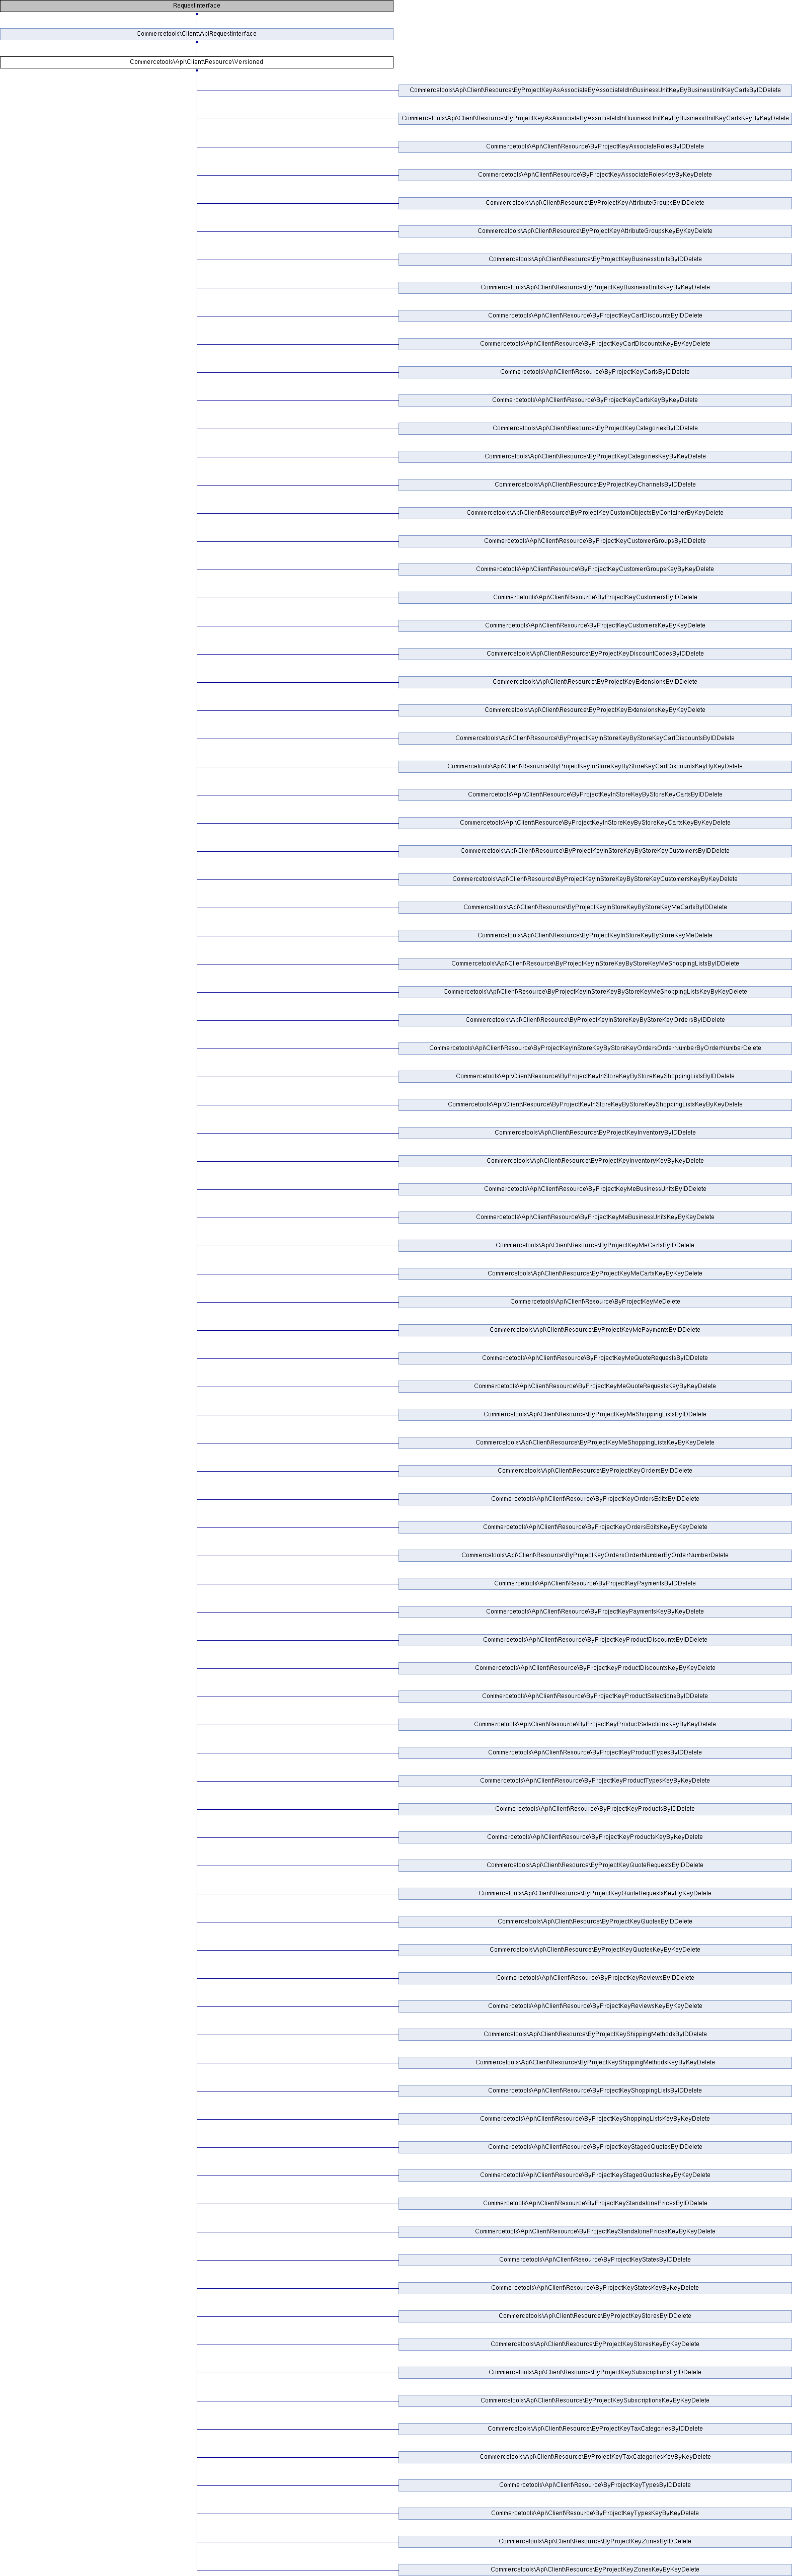 RequestInterface
Commercetools\Client\ApiRequestInterface
Commercetools\Api\Client\Resource\Versioned
Commercetools\Api\Client\Resource\ByProjectKeyAsAssociateByAssociateIdInBusinessUnitKeyByBusinessUnitKeyCartsByIDDelete
Commercetools\Api\Client\Resource\ByProjectKeyAsAssociateByAssociateIdInBusinessUnitKeyByBusinessUnitKeyCartsKeyByKeyDelete
Commercetools\Api\Client\Resource\ByProjectKeyAssociateRolesByIDDelete
Commercetools\Api\Client\Resource\ByProjectKeyAssociateRolesKeyByKeyDelete
Commercetools\Api\Client\Resource\ByProjectKeyAttributeGroupsByIDDelete
Commercetools\Api\Client\Resource\ByProjectKeyAttributeGroupsKeyByKeyDelete
Commercetools\Api\Client\Resource\ByProjectKeyBusinessUnitsByIDDelete
Commercetools\Api\Client\Resource\ByProjectKeyBusinessUnitsKeyByKeyDelete
Commercetools\Api\Client\Resource\ByProjectKeyCartDiscountsByIDDelete
Commercetools\Api\Client\Resource\ByProjectKeyCartDiscountsKeyByKeyDelete
Commercetools\Api\Client\Resource\ByProjectKeyCartsByIDDelete
Commercetools\Api\Client\Resource\ByProjectKeyCartsKeyByKeyDelete
Commercetools\Api\Client\Resource\ByProjectKeyCategoriesByIDDelete
Commercetools\Api\Client\Resource\ByProjectKeyCategoriesKeyByKeyDelete
Commercetools\Api\Client\Resource\ByProjectKeyChannelsByIDDelete
Commercetools\Api\Client\Resource\ByProjectKeyCustomObjectsByContainerByKeyDelete
Commercetools\Api\Client\Resource\ByProjectKeyCustomerGroupsByIDDelete
Commercetools\Api\Client\Resource\ByProjectKeyCustomerGroupsKeyByKeyDelete
Commercetools\Api\Client\Resource\ByProjectKeyCustomersByIDDelete
Commercetools\Api\Client\Resource\ByProjectKeyCustomersKeyByKeyDelete
Commercetools\Api\Client\Resource\ByProjectKeyDiscountCodesByIDDelete
Commercetools\Api\Client\Resource\ByProjectKeyExtensionsByIDDelete
Commercetools\Api\Client\Resource\ByProjectKeyExtensionsKeyByKeyDelete
Commercetools\Api\Client\Resource\ByProjectKeyInStoreKeyByStoreKeyCartDiscountsByIDDelete
Commercetools\Api\Client\Resource\ByProjectKeyInStoreKeyByStoreKeyCartDiscountsKeyByKeyDelete
Commercetools\Api\Client\Resource\ByProjectKeyInStoreKeyByStoreKeyCartsByIDDelete
Commercetools\Api\Client\Resource\ByProjectKeyInStoreKeyByStoreKeyCartsKeyByKeyDelete
Commercetools\Api\Client\Resource\ByProjectKeyInStoreKeyByStoreKeyCustomersByIDDelete
Commercetools\Api\Client\Resource\ByProjectKeyInStoreKeyByStoreKeyCustomersKeyByKeyDelete
Commercetools\Api\Client\Resource\ByProjectKeyInStoreKeyByStoreKeyMeCartsByIDDelete
Commercetools\Api\Client\Resource\ByProjectKeyInStoreKeyByStoreKeyMeDelete
Commercetools\Api\Client\Resource\ByProjectKeyInStoreKeyByStoreKeyMeShoppingListsByIDDelete
Commercetools\Api\Client\Resource\ByProjectKeyInStoreKeyByStoreKeyMeShoppingListsKeyByKeyDelete
Commercetools\Api\Client\Resource\ByProjectKeyInStoreKeyByStoreKeyOrdersByIDDelete
Commercetools\Api\Client\Resource\ByProjectKeyInStoreKeyByStoreKeyOrdersOrderNumberByOrderNumberDelete
Commercetools\Api\Client\Resource\ByProjectKeyInStoreKeyByStoreKeyShoppingListsByIDDelete
Commercetools\Api\Client\Resource\ByProjectKeyInStoreKeyByStoreKeyShoppingListsKeyByKeyDelete
Commercetools\Api\Client\Resource\ByProjectKeyInventoryByIDDelete
Commercetools\Api\Client\Resource\ByProjectKeyInventoryKeyByKeyDelete
Commercetools\Api\Client\Resource\ByProjectKeyMeBusinessUnitsByIDDelete
Commercetools\Api\Client\Resource\ByProjectKeyMeBusinessUnitsKeyByKeyDelete
Commercetools\Api\Client\Resource\ByProjectKeyMeCartsByIDDelete
Commercetools\Api\Client\Resource\ByProjectKeyMeCartsKeyByKeyDelete
Commercetools\Api\Client\Resource\ByProjectKeyMeDelete
Commercetools\Api\Client\Resource\ByProjectKeyMePaymentsByIDDelete
Commercetools\Api\Client\Resource\ByProjectKeyMeQuoteRequestsByIDDelete
Commercetools\Api\Client\Resource\ByProjectKeyMeQuoteRequestsKeyByKeyDelete
Commercetools\Api\Client\Resource\ByProjectKeyMeShoppingListsByIDDelete
Commercetools\Api\Client\Resource\ByProjectKeyMeShoppingListsKeyByKeyDelete
Commercetools\Api\Client\Resource\ByProjectKeyOrdersByIDDelete
Commercetools\Api\Client\Resource\ByProjectKeyOrdersEditsByIDDelete
Commercetools\Api\Client\Resource\ByProjectKeyOrdersEditsKeyByKeyDelete
Commercetools\Api\Client\Resource\ByProjectKeyOrdersOrderNumberByOrderNumberDelete
Commercetools\Api\Client\Resource\ByProjectKeyPaymentsByIDDelete
Commercetools\Api\Client\Resource\ByProjectKeyPaymentsKeyByKeyDelete
Commercetools\Api\Client\Resource\ByProjectKeyProductDiscountsByIDDelete
Commercetools\Api\Client\Resource\ByProjectKeyProductDiscountsKeyByKeyDelete
Commercetools\Api\Client\Resource\ByProjectKeyProductSelectionsByIDDelete
Commercetools\Api\Client\Resource\ByProjectKeyProductSelectionsKeyByKeyDelete
Commercetools\Api\Client\Resource\ByProjectKeyProductTypesByIDDelete
Commercetools\Api\Client\Resource\ByProjectKeyProductTypesKeyByKeyDelete
Commercetools\Api\Client\Resource\ByProjectKeyProductsByIDDelete
Commercetools\Api\Client\Resource\ByProjectKeyProductsKeyByKeyDelete
Commercetools\Api\Client\Resource\ByProjectKeyQuoteRequestsByIDDelete
Commercetools\Api\Client\Resource\ByProjectKeyQuoteRequestsKeyByKeyDelete
Commercetools\Api\Client\Resource\ByProjectKeyQuotesByIDDelete
Commercetools\Api\Client\Resource\ByProjectKeyQuotesKeyByKeyDelete
Commercetools\Api\Client\Resource\ByProjectKeyReviewsByIDDelete
Commercetools\Api\Client\Resource\ByProjectKeyReviewsKeyByKeyDelete
Commercetools\Api\Client\Resource\ByProjectKeyShippingMethodsByIDDelete
Commercetools\Api\Client\Resource\ByProjectKeyShippingMethodsKeyByKeyDelete
Commercetools\Api\Client\Resource\ByProjectKeyShoppingListsByIDDelete
Commercetools\Api\Client\Resource\ByProjectKeyShoppingListsKeyByKeyDelete
Commercetools\Api\Client\Resource\ByProjectKeyStagedQuotesByIDDelete
Commercetools\Api\Client\Resource\ByProjectKeyStagedQuotesKeyByKeyDelete
Commercetools\Api\Client\Resource\ByProjectKeyStandalonePricesByIDDelete
Commercetools\Api\Client\Resource\ByProjectKeyStandalonePricesKeyByKeyDelete
Commercetools\Api\Client\Resource\ByProjectKeyStatesByIDDelete
Commercetools\Api\Client\Resource\ByProjectKeyStatesKeyByKeyDelete
Commercetools\Api\Client\Resource\ByProjectKeyStoresByIDDelete
Commercetools\Api\Client\Resource\ByProjectKeyStoresKeyByKeyDelete
Commercetools\Api\Client\Resource\ByProjectKeySubscriptionsByIDDelete
Commercetools\Api\Client\Resource\ByProjectKeySubscriptionsKeyByKeyDelete
Commercetools\Api\Client\Resource\ByProjectKeyTaxCategoriesByIDDelete
Commercetools\Api\Client\Resource\ByProjectKeyTaxCategoriesKeyByKeyDelete
Commercetools\Api\Client\Resource\ByProjectKeyTypesByIDDelete
Commercetools\Api\Client\Resource\ByProjectKeyTypesKeyByKeyDelete
Commercetools\Api\Client\Resource\ByProjectKeyZonesByIDDelete
Commercetools\Api\Client\Resource\ByProjectKeyZonesKeyByKeyDelete